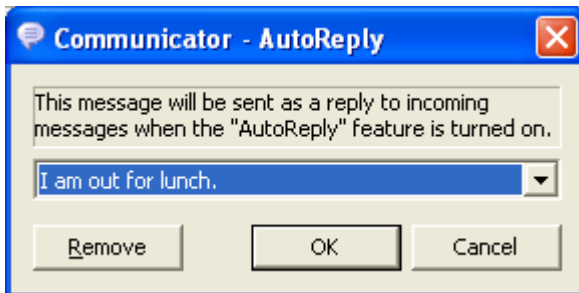 Communicator - AutoReply
This message will be sent as a reply to incoming
messages when the "AutoReply" feature is turned on.
I am out for lunch.
Remove OK Cancel